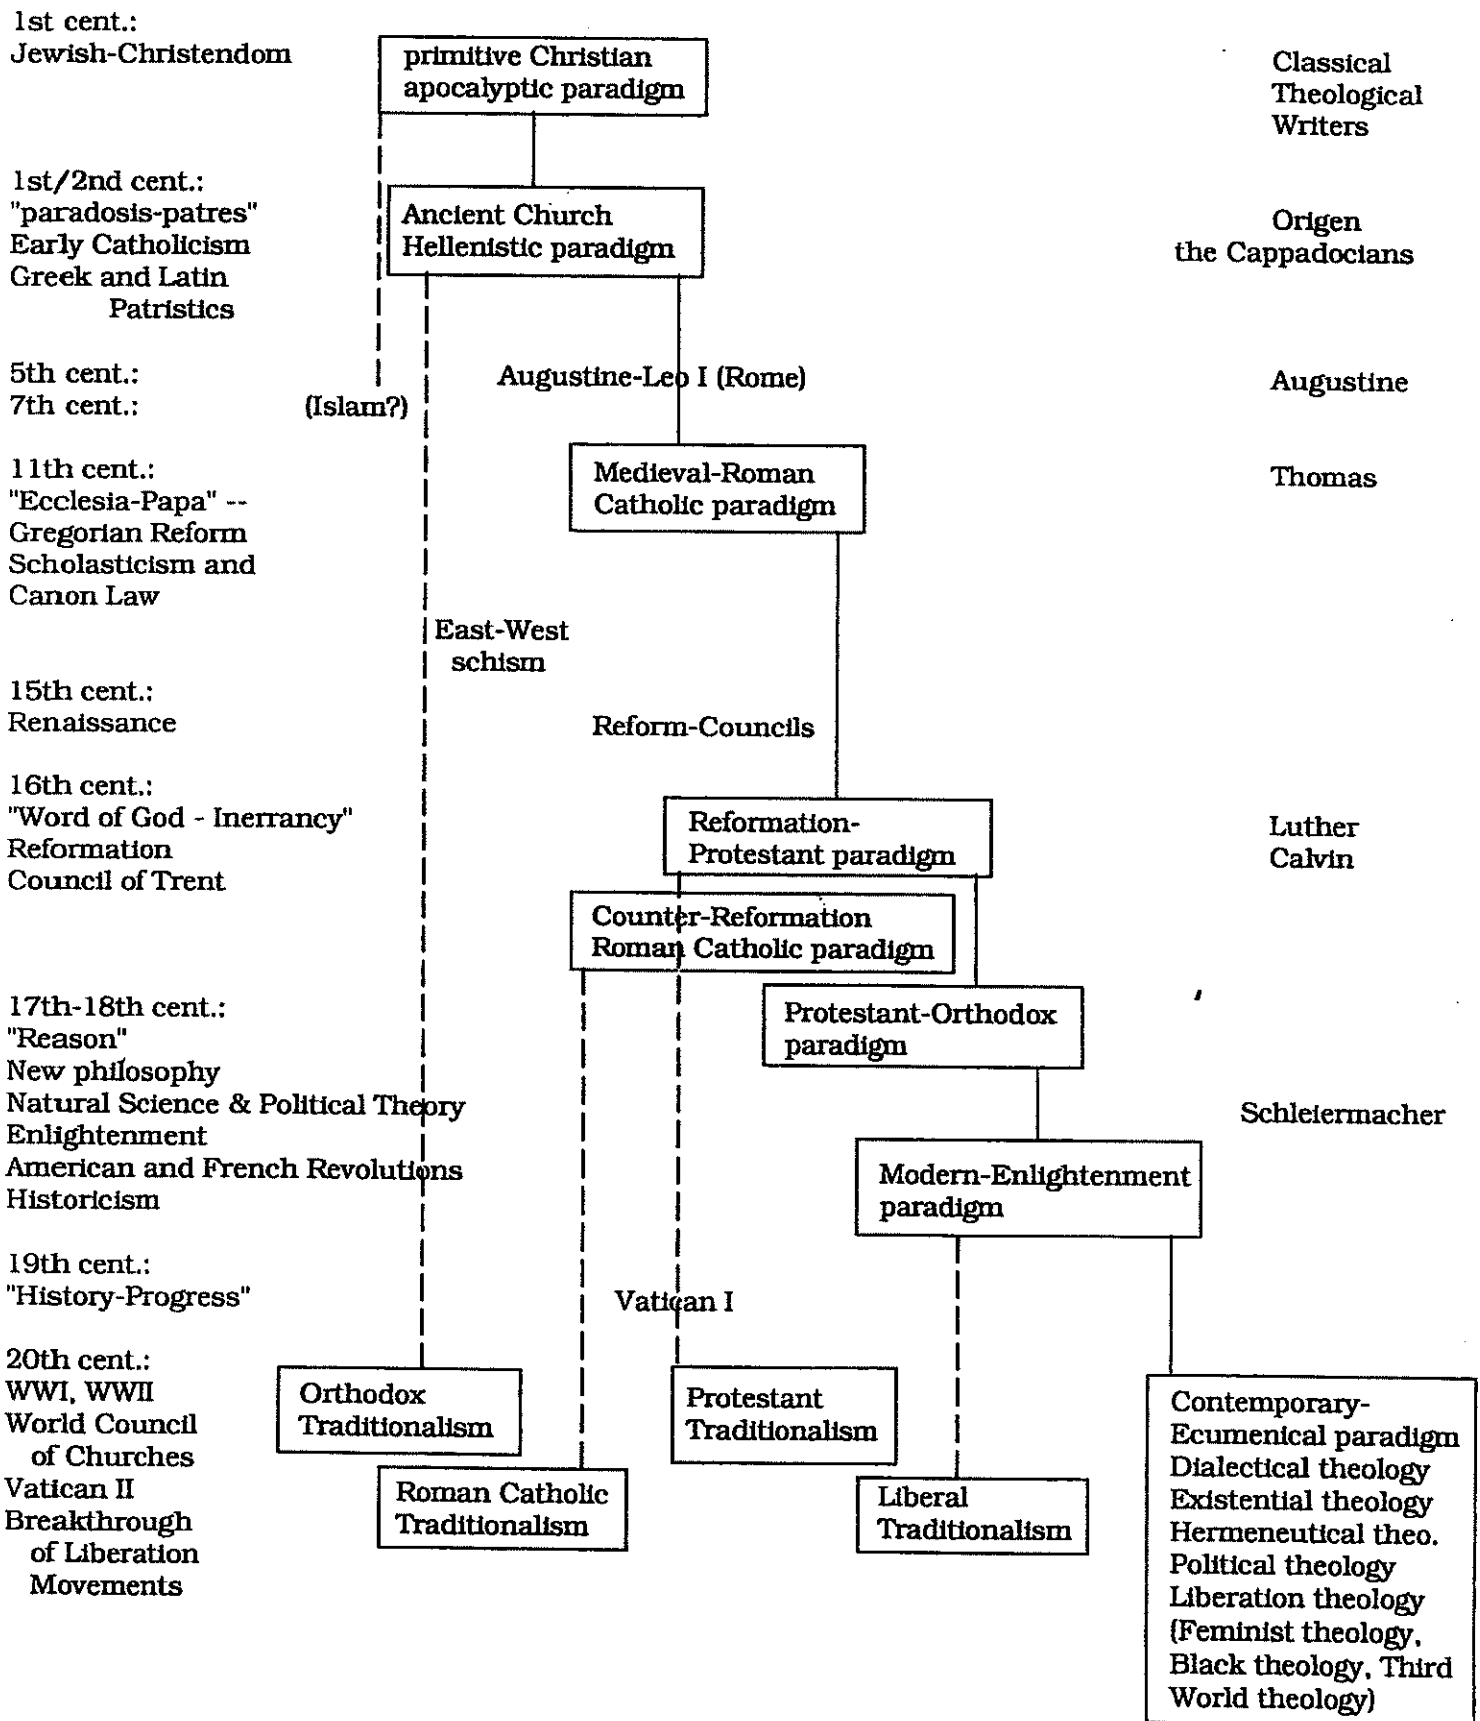 1st cent.:
Jewish-Christendom
primitive Christian
apocalyptic paradigm
Classical
Theological
Writers
1st/2nd cent.:
"paradosis-patres"
Early Catholicism
Greek and Latin
Patristics
Ancient Church
Hellenistic paradigm
Origen
the Cappadocians
5th cent.:
7th cent.:
(Islam?)
Augustine-Leo I (Rome)
Augustine
11th cent.:
"Ecclesia-Papa" --
Gregorian Reform
Scholasticism and
Canon Law
Medieval-Roman
Catholic paradigm
Thomas
East-West
schism
15th cent.:
Renaissance
Reform-Councils
16th cent.:
"Word of God - Inerrancy"
Reformation
Council of Trent
Reformation-
Protestant paradigm
Luther
Calvin
Counter-Reformation
Roman Catholic paradigm
17th-18th cent.:
"Reason"
New philosophy
Natural Science & Political Theory
Enlightenment
American and French Revolutions
Historicism
Protestant-Orthodox
paradigm
Schleiermacher
Modern-Enlightenment
paradigm
19th cent.:
"History-Progress"
Vatican I
20th cent.:
WWI, WWII
World Council
of Churches
Vatican II
Breakthrough
of Liberation
Movements
Orthodox
Traditionalism
Roman Catholic
Traditionalism
Protestant
Traditionalism
Liberal
Traditionalism
Contemporary-
Ecumenical paradigm
Dialectical theology
Existential theology
Hermeneutical theo.
Political theology
Liberation theology
(Feminist theology,
Black theology, Third
World theology)